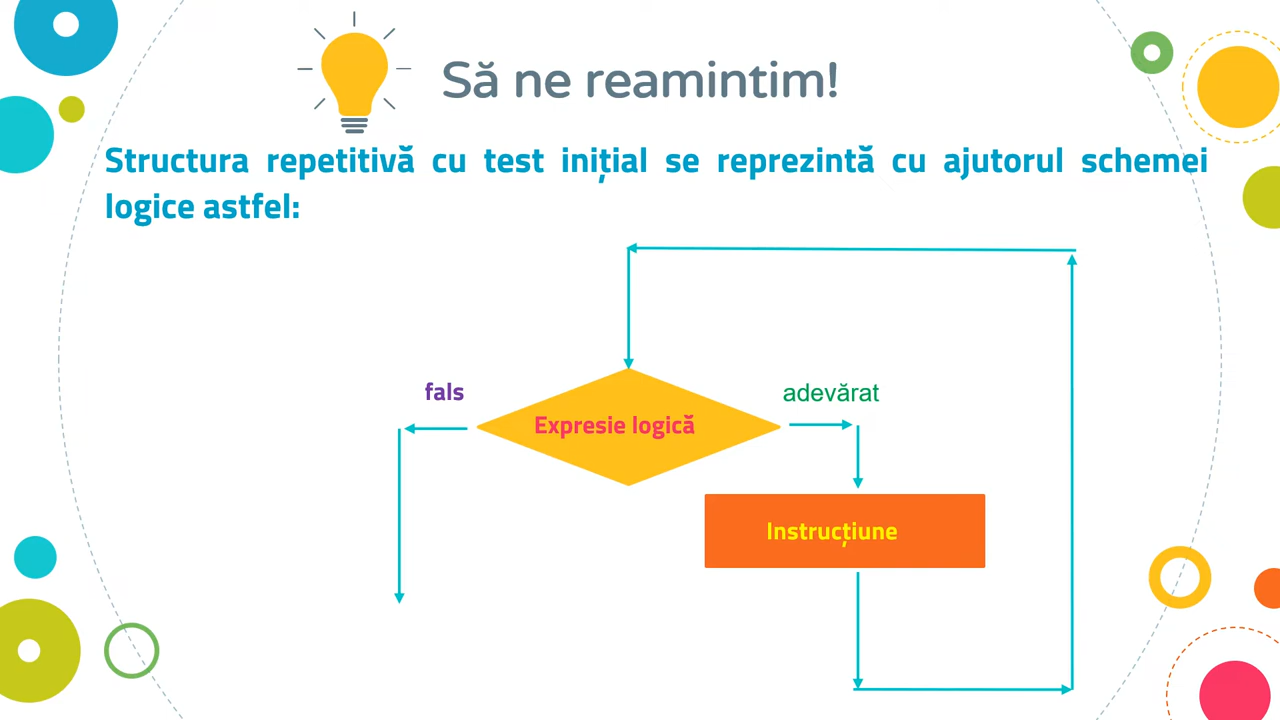 Să ne reamintim!
Structura repetitivă cu test inițial se reprezintă cu ajutorul schemei
logice astfel:
fals
adevărat
Expresie logică
Instrucțiune